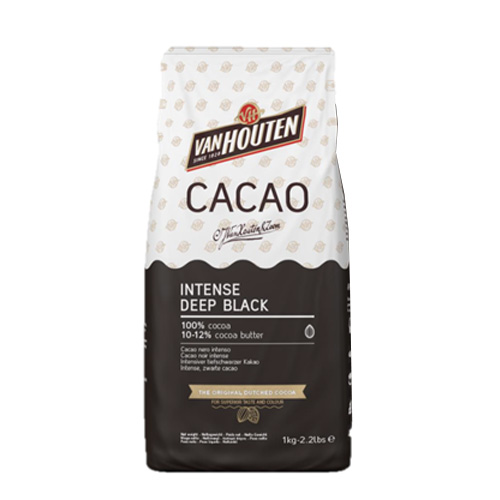 VH
VAN HOUTEN
SINCE 1828
CACAO
INTENSE
DEEP BLACK
100% cocoa
10-12% cocoa butter
Cacao nero intenso
Cacao noir intense
Intensiver tiefschwarzer Kakao
Intense, zwarte cacao
THE ORIGINAL DUTCHED COCOA
FOR SUPERIOR TASTE AND COLOUR
1kg-2.2lbs e